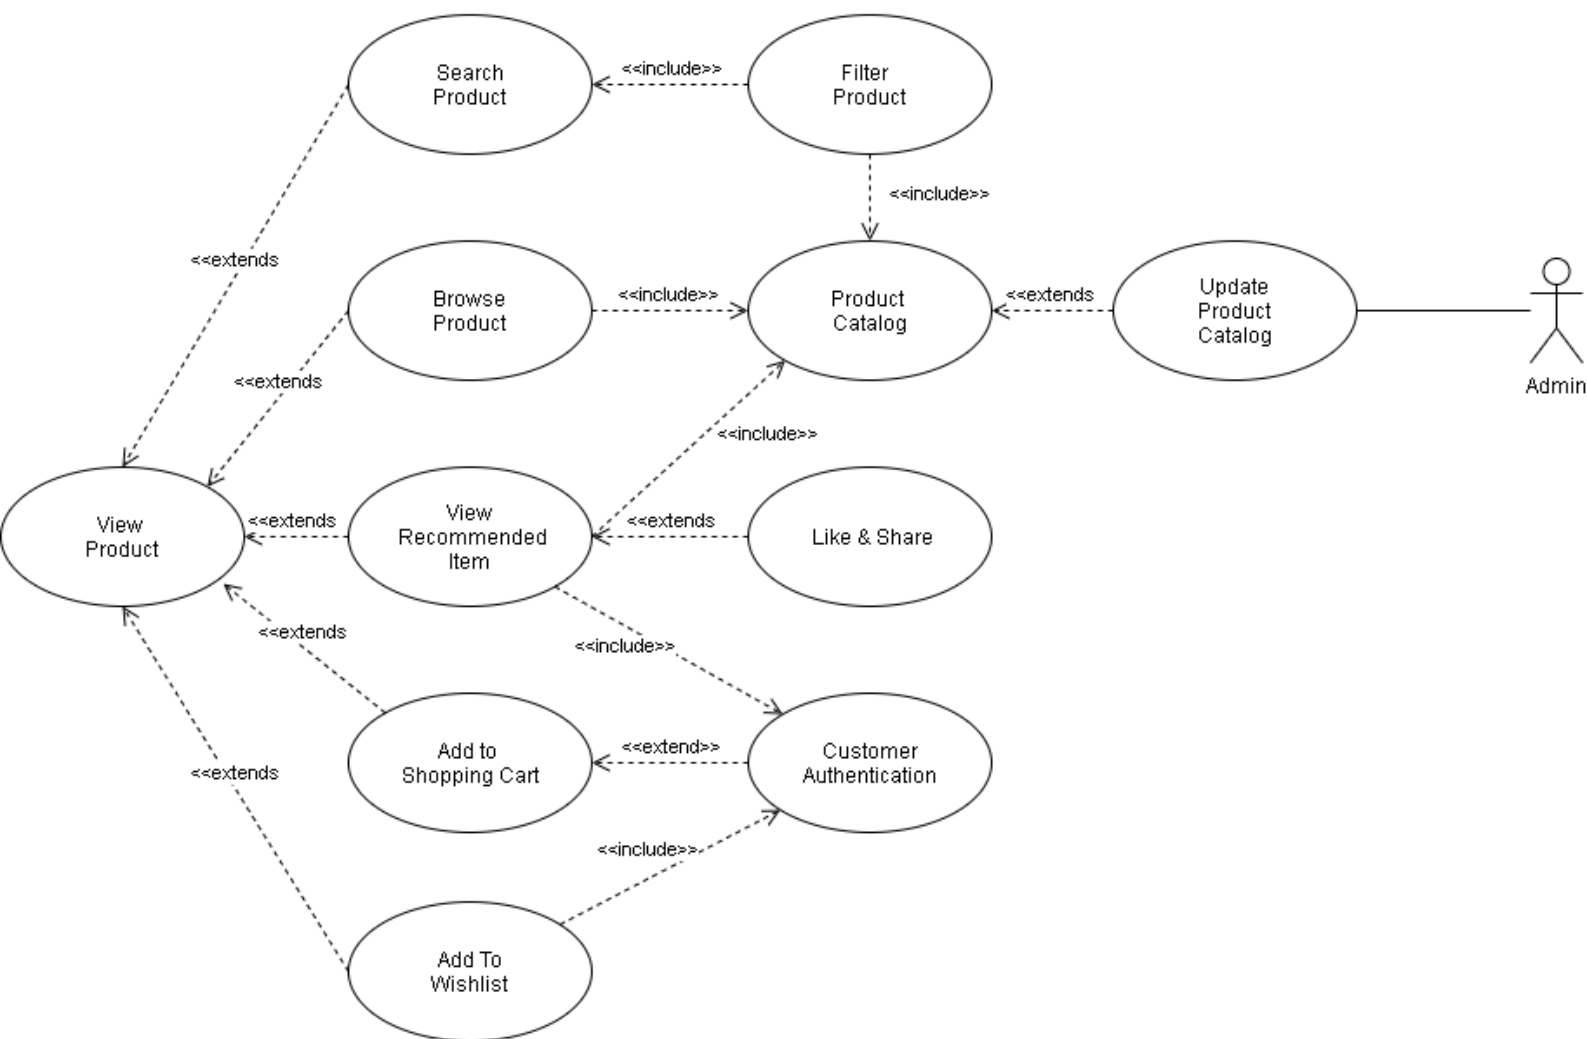 Search
Product
<<include>>
Filter
Product
<<include>>
<<extends
Browse
Product
<<include>>
Product
Catalog
<<extends
Update
Product
Catalog
Admin
<<extends
<<include>>
View
Product
<<extends
View
Recommended
Item
<<extends
Like & Share
<<extends
<<include>>
Add to
Shopping Cart
<<extend>>
Customer
Authentication
<<extends
<<include>>
Add To
Wishlist